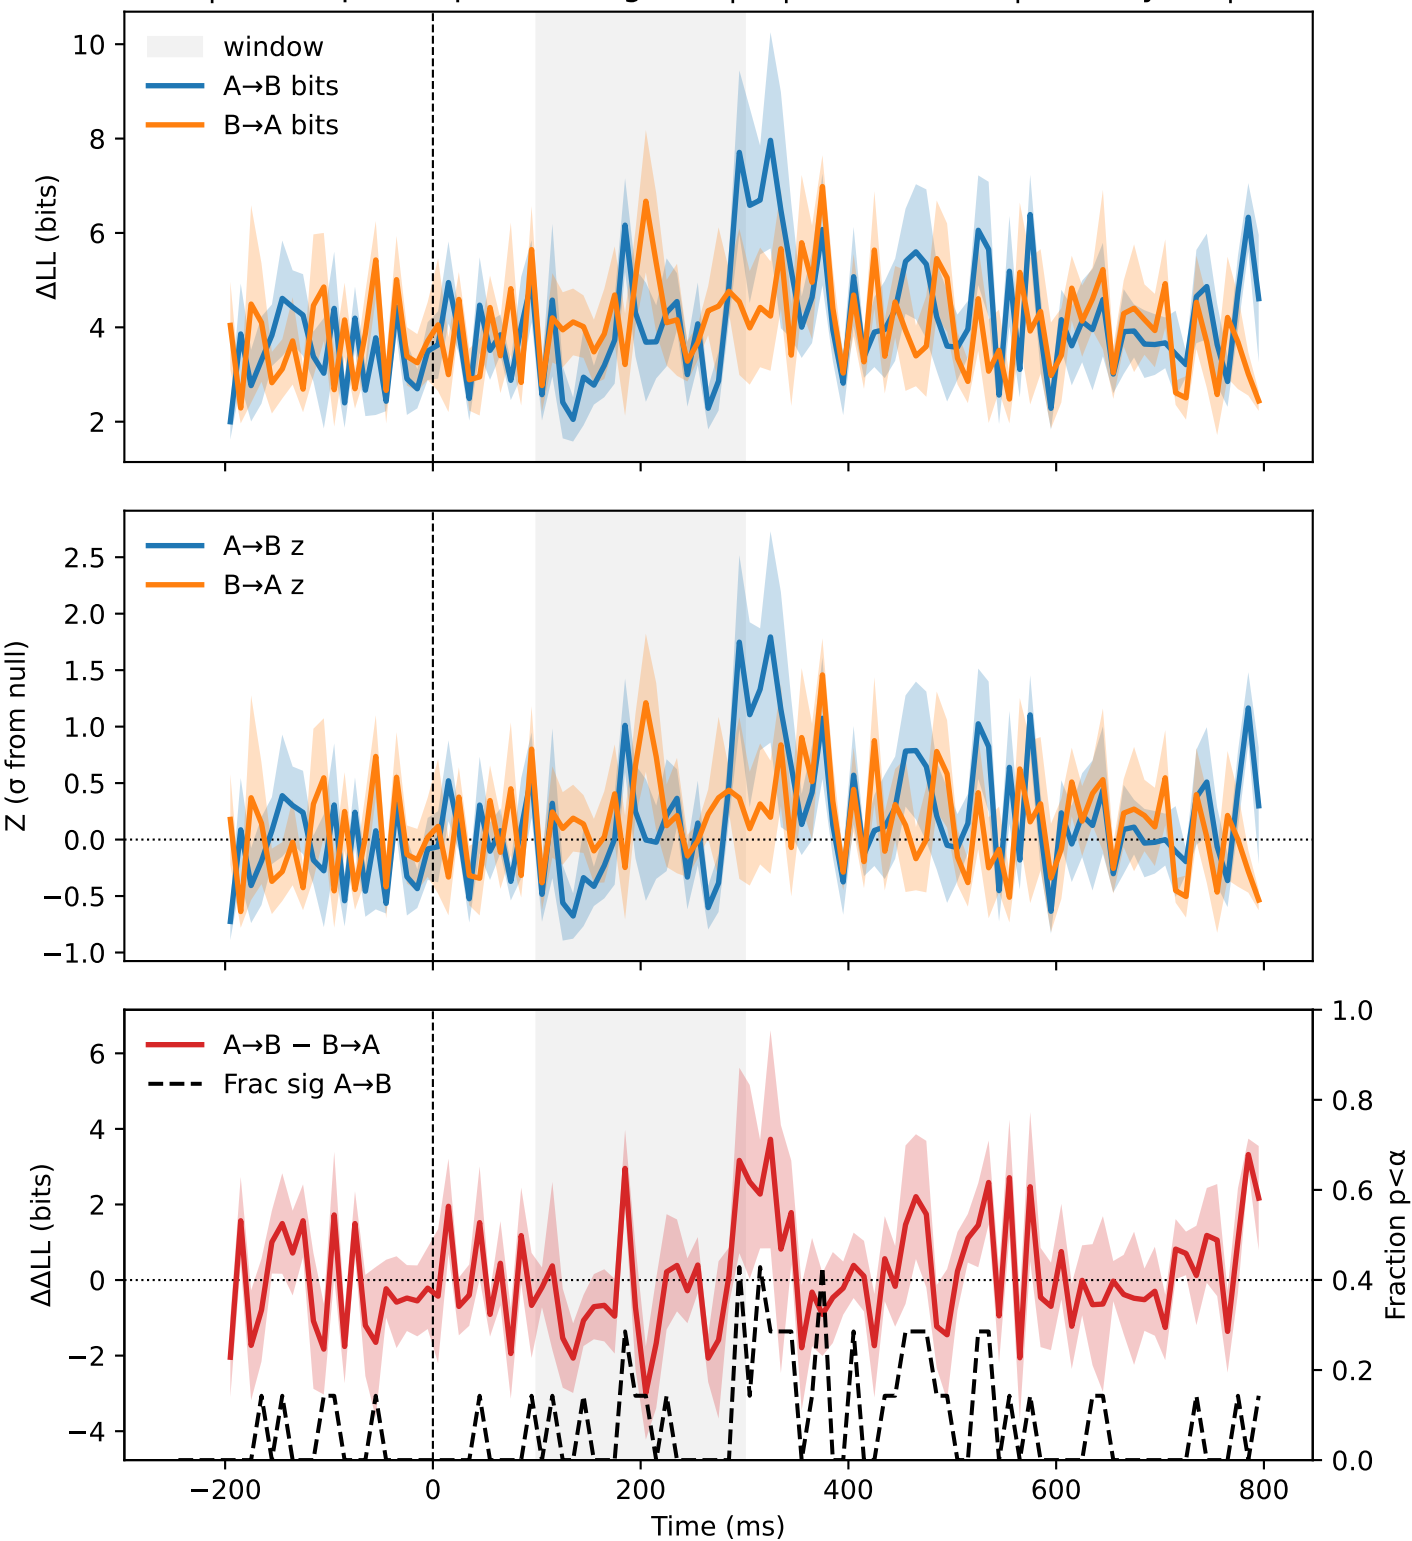 10
8
6
4
2
ΔLL (bits)
window
A→B bits
B→A bits
2.5
2.0
1.5
1.0
0.5
0.0
−0.5
−1.0
Z (σ from null)
A→B z
B→A z
6
4
2
0
−2
−4
ΔΔLL (bits)
A→B − B→A
Frac sig A→B
1.0
0.8
0.6
0.4
0.2
0.0
Fraction p<α
−200 0 200 400 600 800
Time (ms)